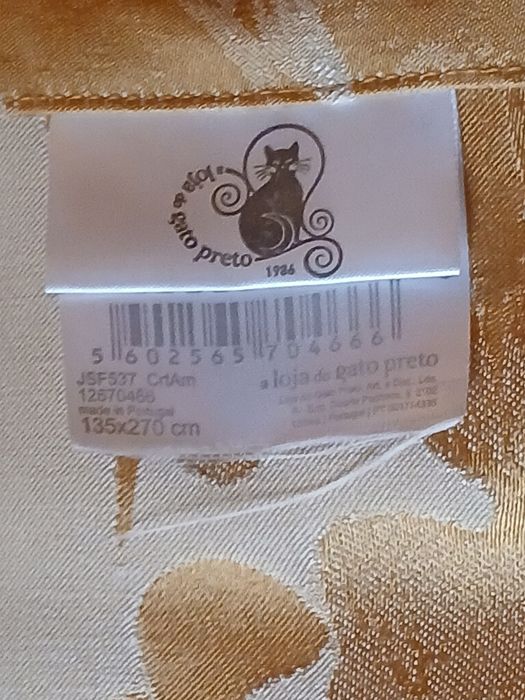 a loja do gato preto
1986
5 602565 704666
JSF537 CrtAm
12570466
made in Portugal
135x270 cm
a loja do gato preto